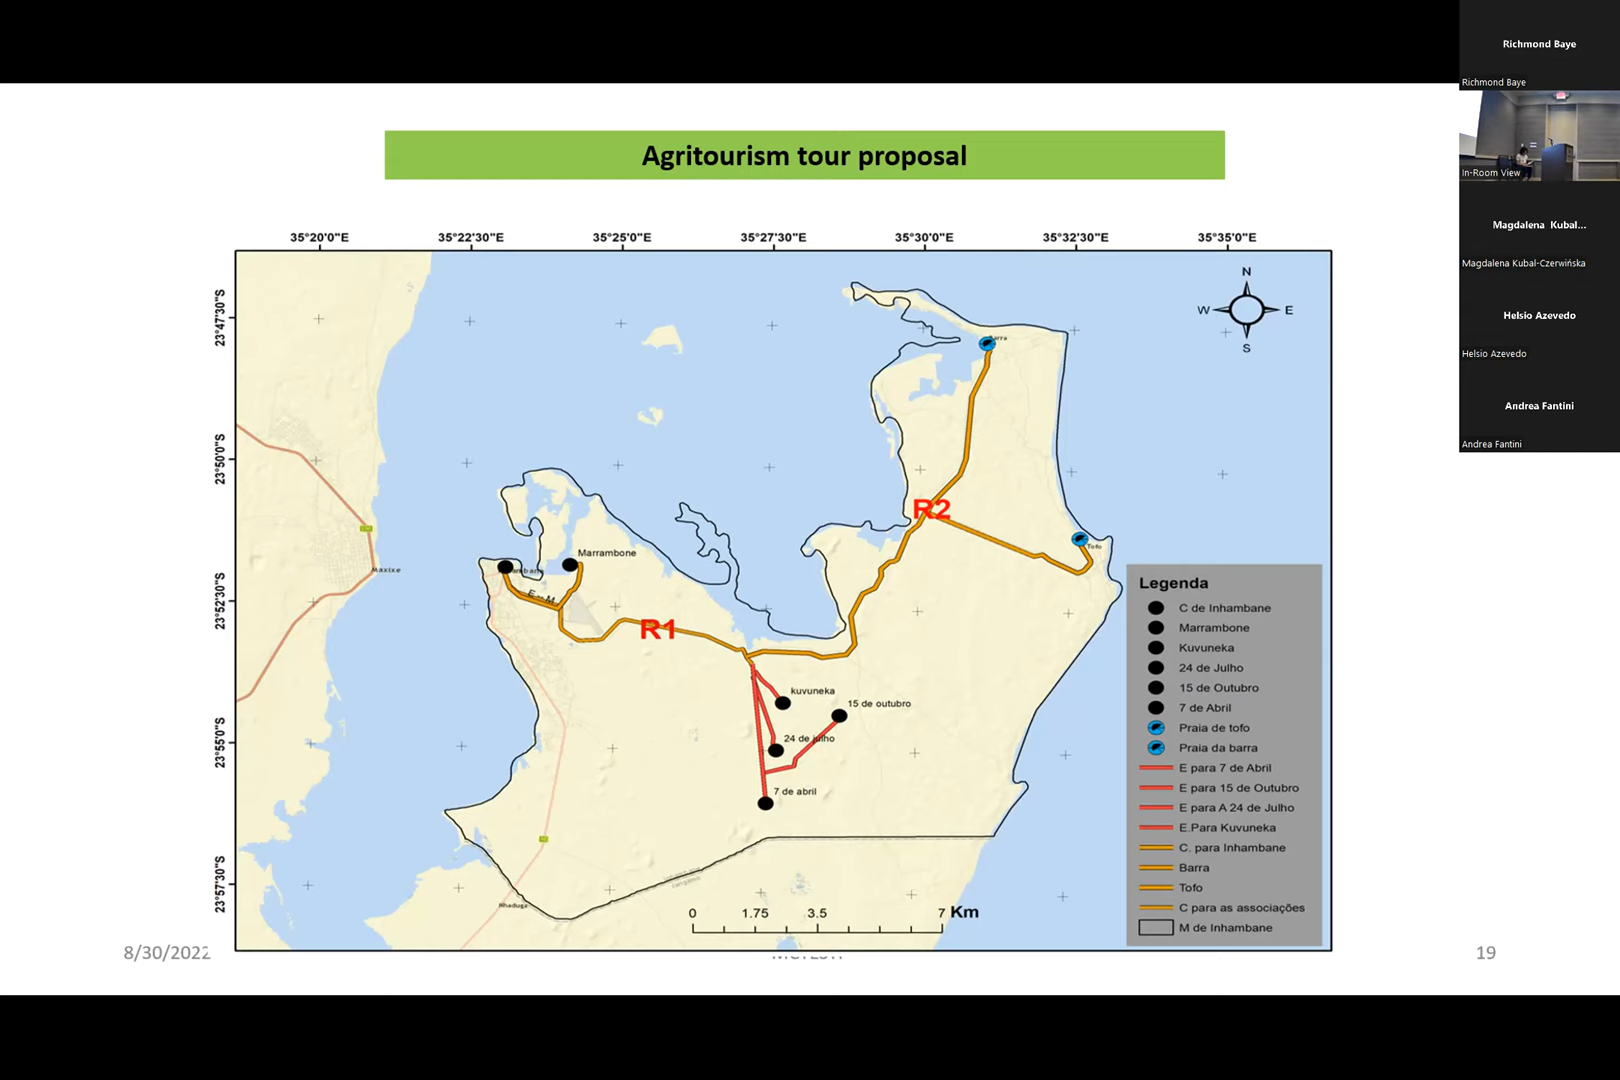 Agritourism tour proposal
35°20'0"E 35°22'30"E 35°25'0"E 35°27'30"E 35°30'0"E 35°32'30"E 35°35'0"E
23°47'30"S
23°50'0"S
23°52'30"S
23°55'0"S
23°57'30"S
N
W E
S
Barra
R2
Tofo
Marrambone
E M
Maxixe
R1
kuvuneka
15 de outubro
24 de julho
7 de abril
Nhaduga
0 1.75 3.5 7 Km
Legenda
C de Inhambane
Marrambone
Kuvuneka
24 de Julho
15 de Outubro
7 de Abril
Praia de tofo
Praia da barra
E para 7 de Abril
E para 15 de Outubro
E para A 24 de Julho
E.Para Kuvuneka
C. para Inhambane
Barra
Tofo
C para as associações
M de Inhambane
8/30/2022
19
Richmond Baye
Richmond Baye
In-Room View
Magdalena Kubal...
Magdalena Kubal-Czerwińska
Helsio Azevedo
Helsio Azevedo
Andrea Fantini
Andrea Fantini